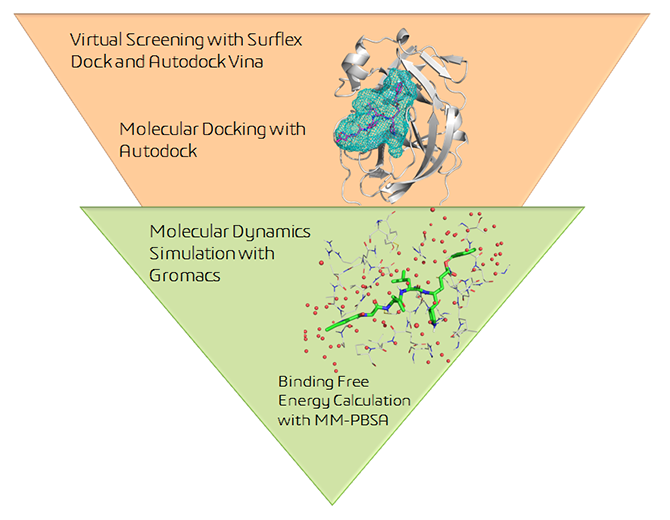 Virtual Screening with Surflex
Dock and Autodock Vina
Molecular Docking with
Autodock
Molecular Dynamics
Simulation with
Gromacs
Binding Free
Energy Calculation
with MM-PBSA